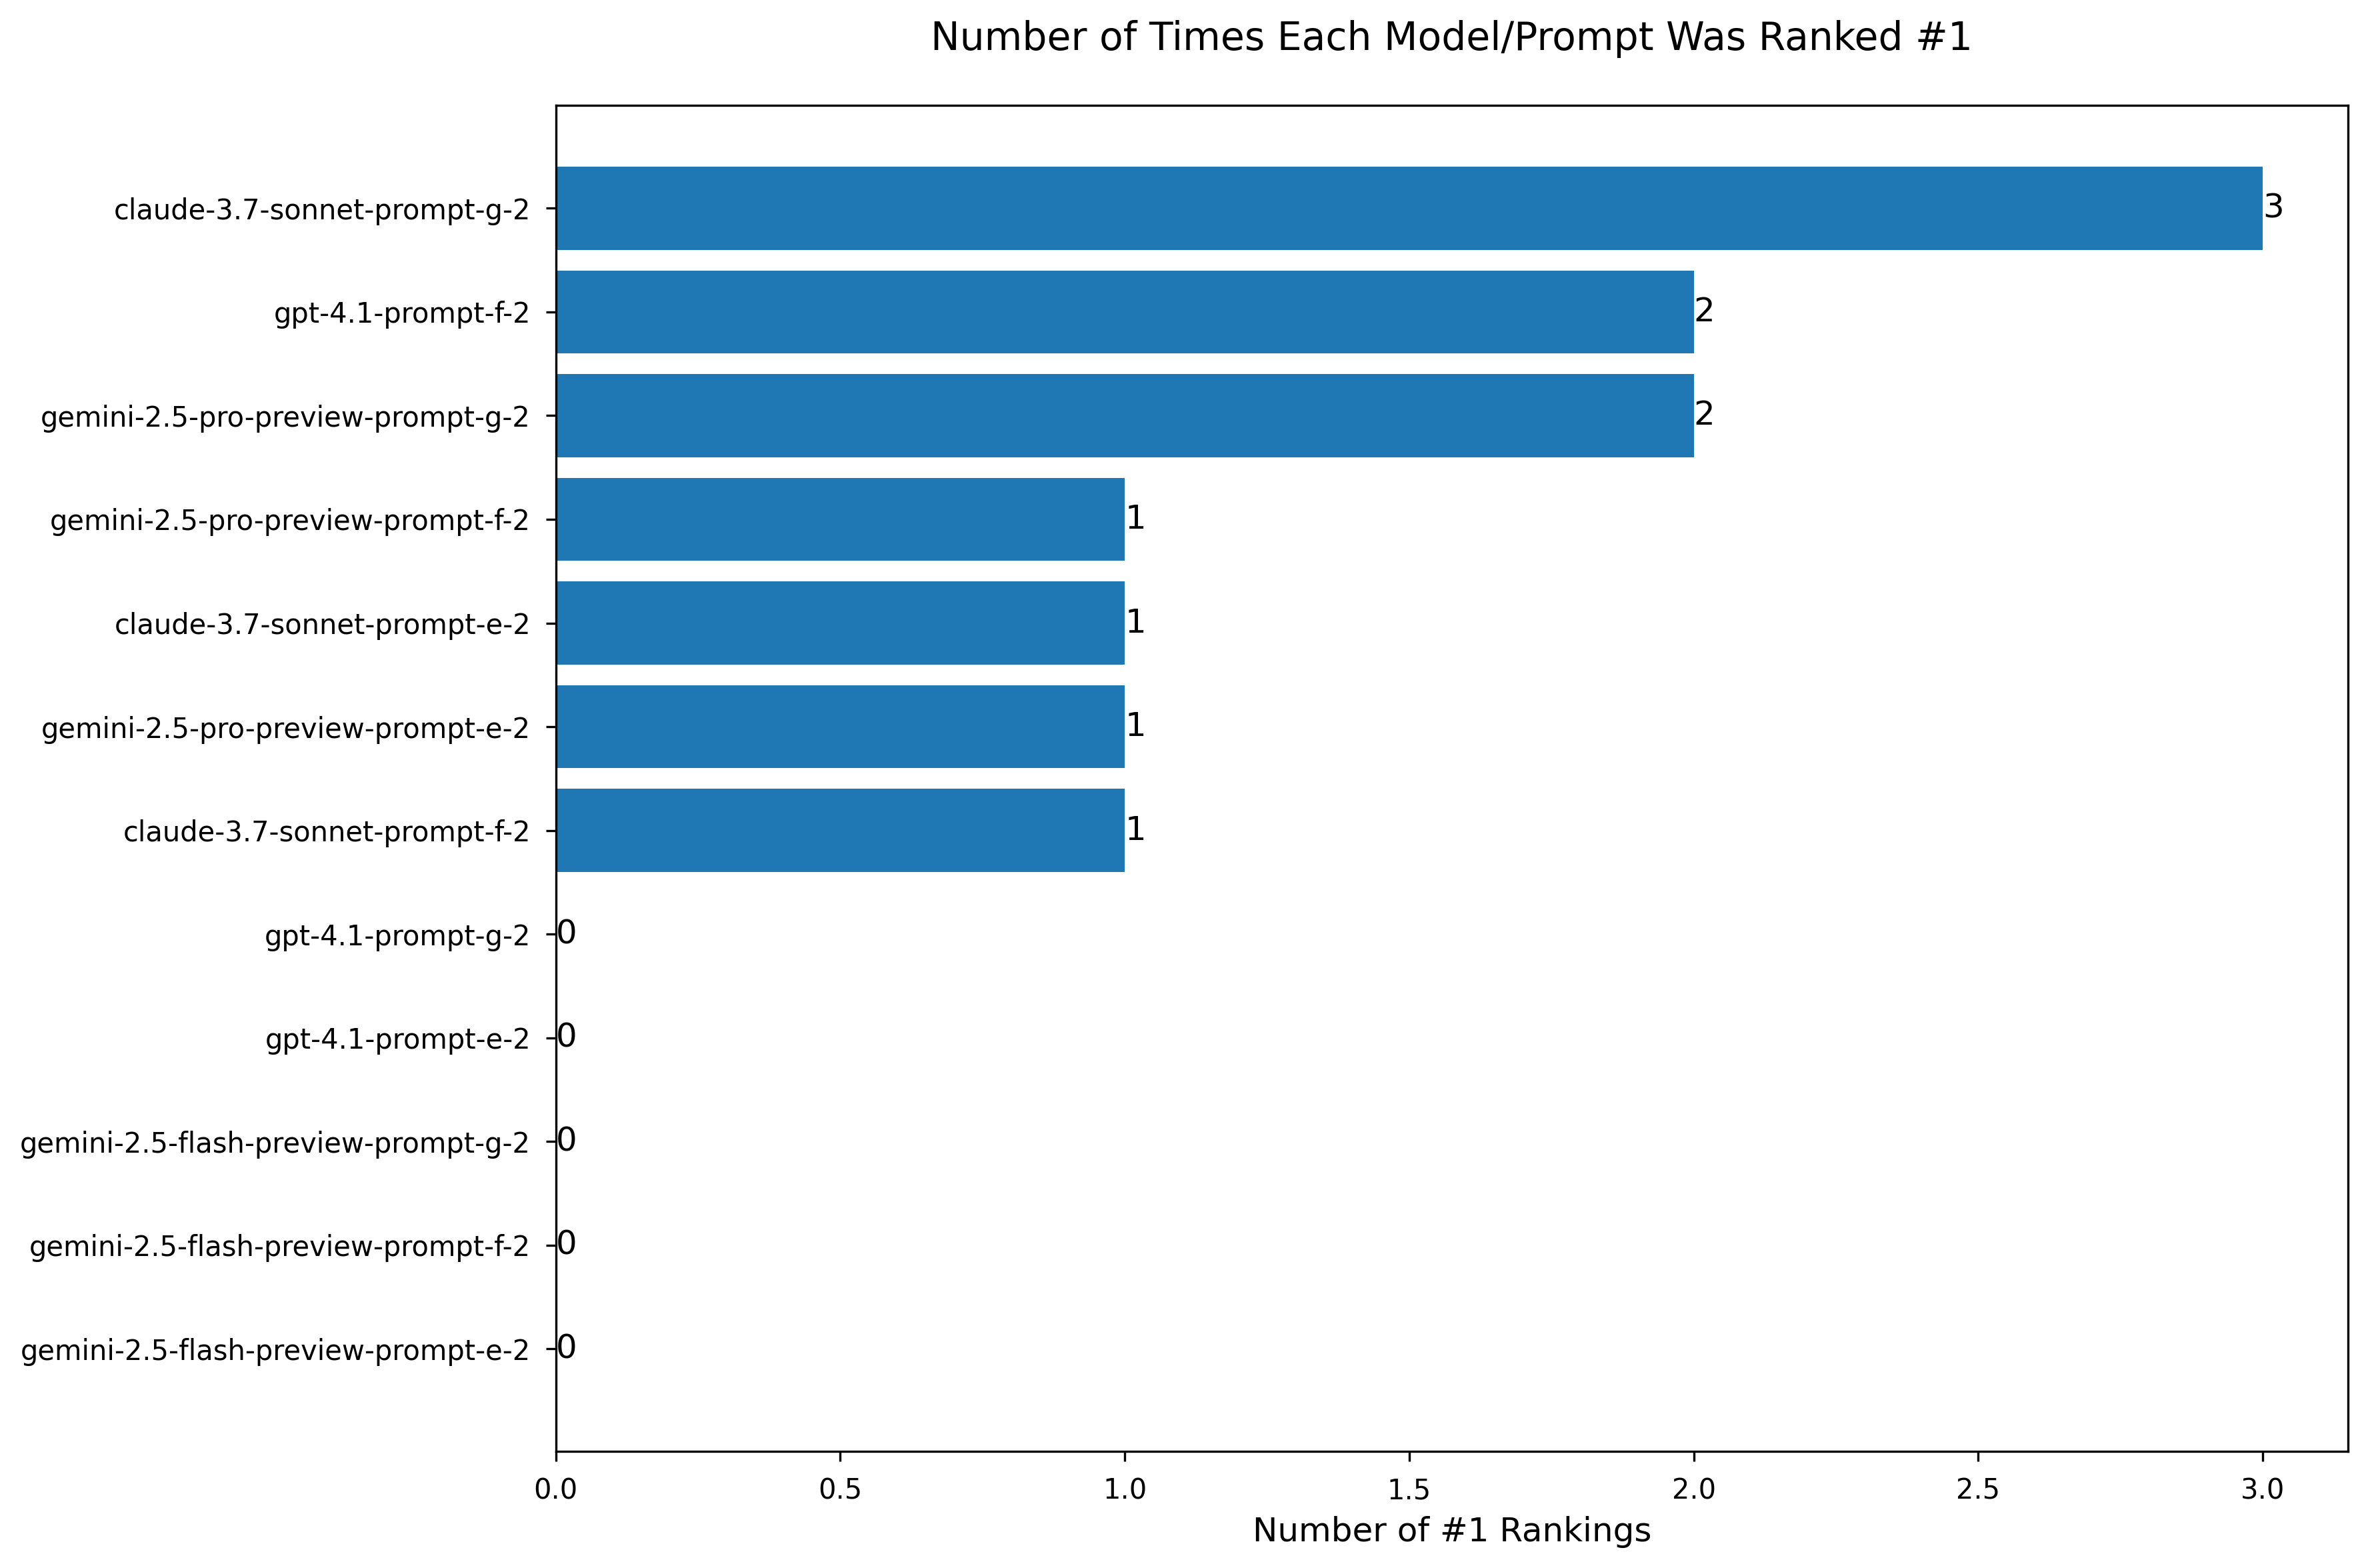 Number of Times Each Model/Prompt Was Ranked #1
claude-3.7-sonnet-prompt-g-2
3
gpt-4.1-prompt-f-2
2
gemini-2.5-pro-preview-prompt-g-2
2
gemini-2.5-pro-preview-prompt-f-2
1
claude-3.7-sonnet-prompt-e-2
1
gemini-2.5-pro-preview-prompt-e-2
1
claude-3.7-sonnet-prompt-f-2
1
gpt-4.1-prompt-g-2
0
gpt-4.1-prompt-e-2
0
gemini-2.5-flash-preview-prompt-g-2
0
gemini-2.5-flash-preview-prompt-f-2
0
gemini-2.5-flash-preview-prompt-e-2
0
0.0 0.5 1.0 1.5 2.0 2.5 3.0
Number of #1 Rankings